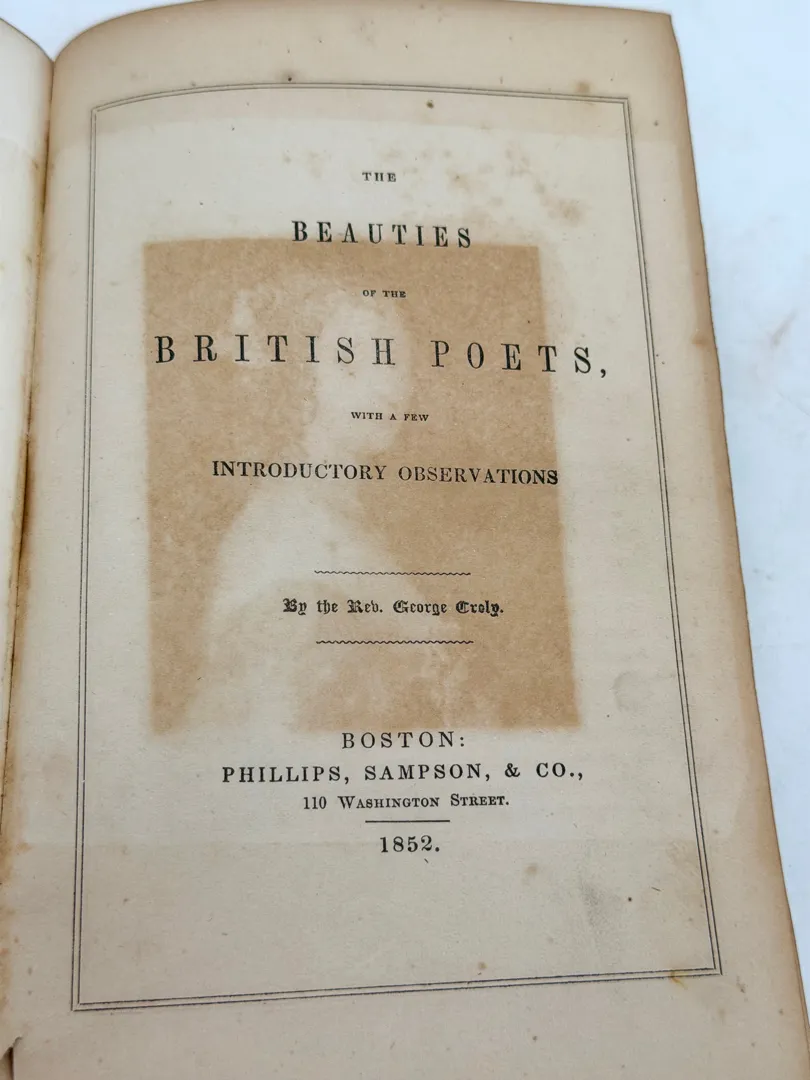 THE
BEAUTIES
OF THE
BRITISH POETS,
WITH A FEW
INTRODUCTORY OBSERVATIONS
By the Rev. George Croly.
BOSTON:
PHILLIPS, SAMPSON, & CO.,
110 WASHINGTON STREET.
1852.